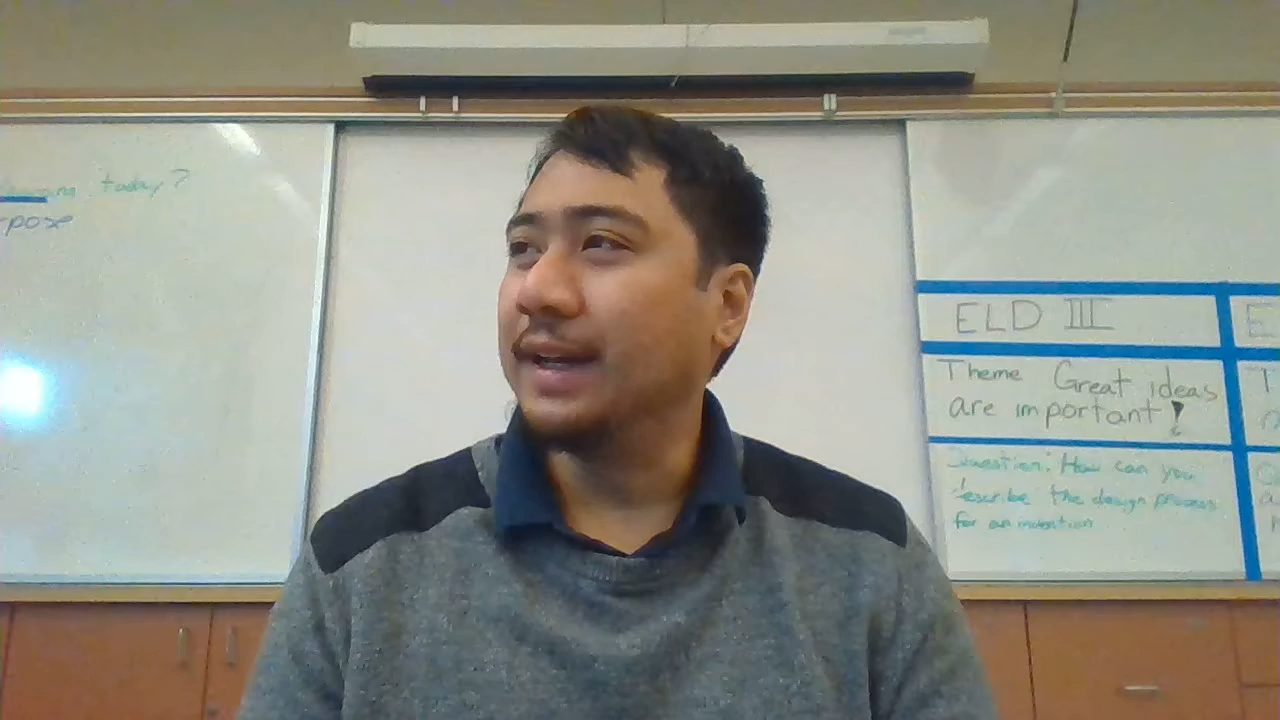 today?
rpose
ELD III
E
Theme Great ideas
are important!
T
Question: How can you
describe the design process
for an invention